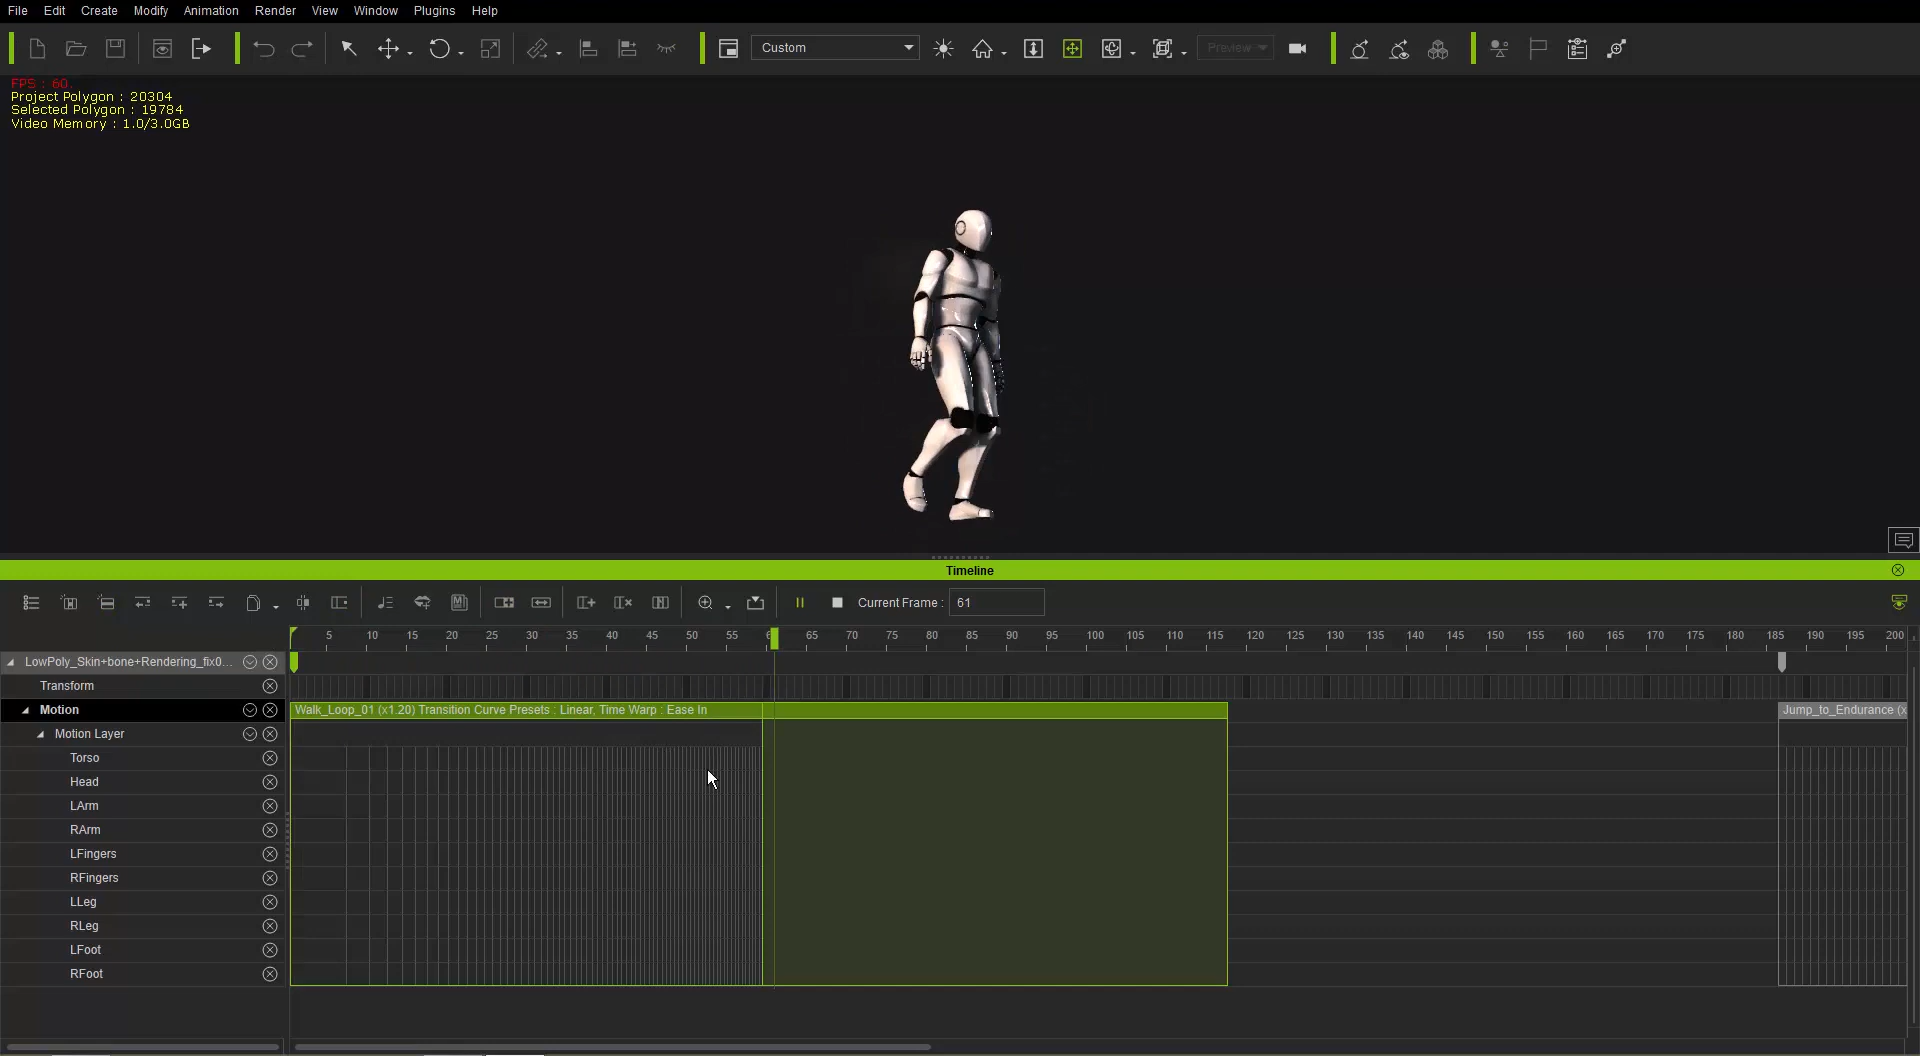 File Edit Create Modify Animation Render View Window Plugins Help
Custom
Preview
FPS : 60
Project Polygon : 20304
Selected Polygon : 19784
Video Memory : 1.0/3.0GB
Timeline
Current Frame : 61
5 10 15 20 25 30 35 40 45 50 55 65 70 75 80 85 90 95 100 105 110 115 120 125 130 135 140 145 150 155 160 165 170 175 180 185 190 195 200
LowPoly_Skin+bone+Rendering_fix0...
Transform
Motion
Walk_Loop_01 (x1.20) Transition Curve Presets : Linear, Time Warp : Ease In
Jump_to_Endurance (x
Motion Layer
Torso
Head
LArm
RArm
LFingers
RFingers
LLeg
RLeg
LFoot
RFoot